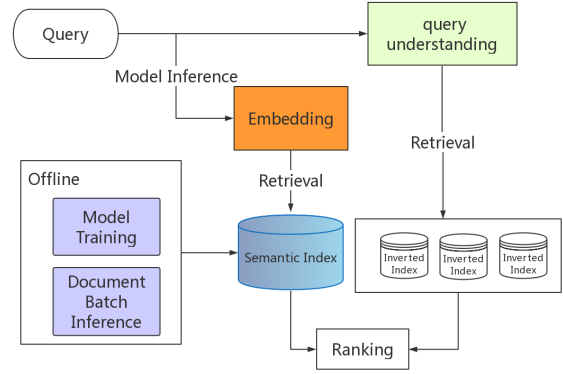 Query
query
understanding
Model Inference
Embedding
Retrieval
Retrieval
Offline
Model
Training
Document
Batch
Inference
Semantic Index
Inverted
Index
Inverted
Index
Inverted
Index
Ranking